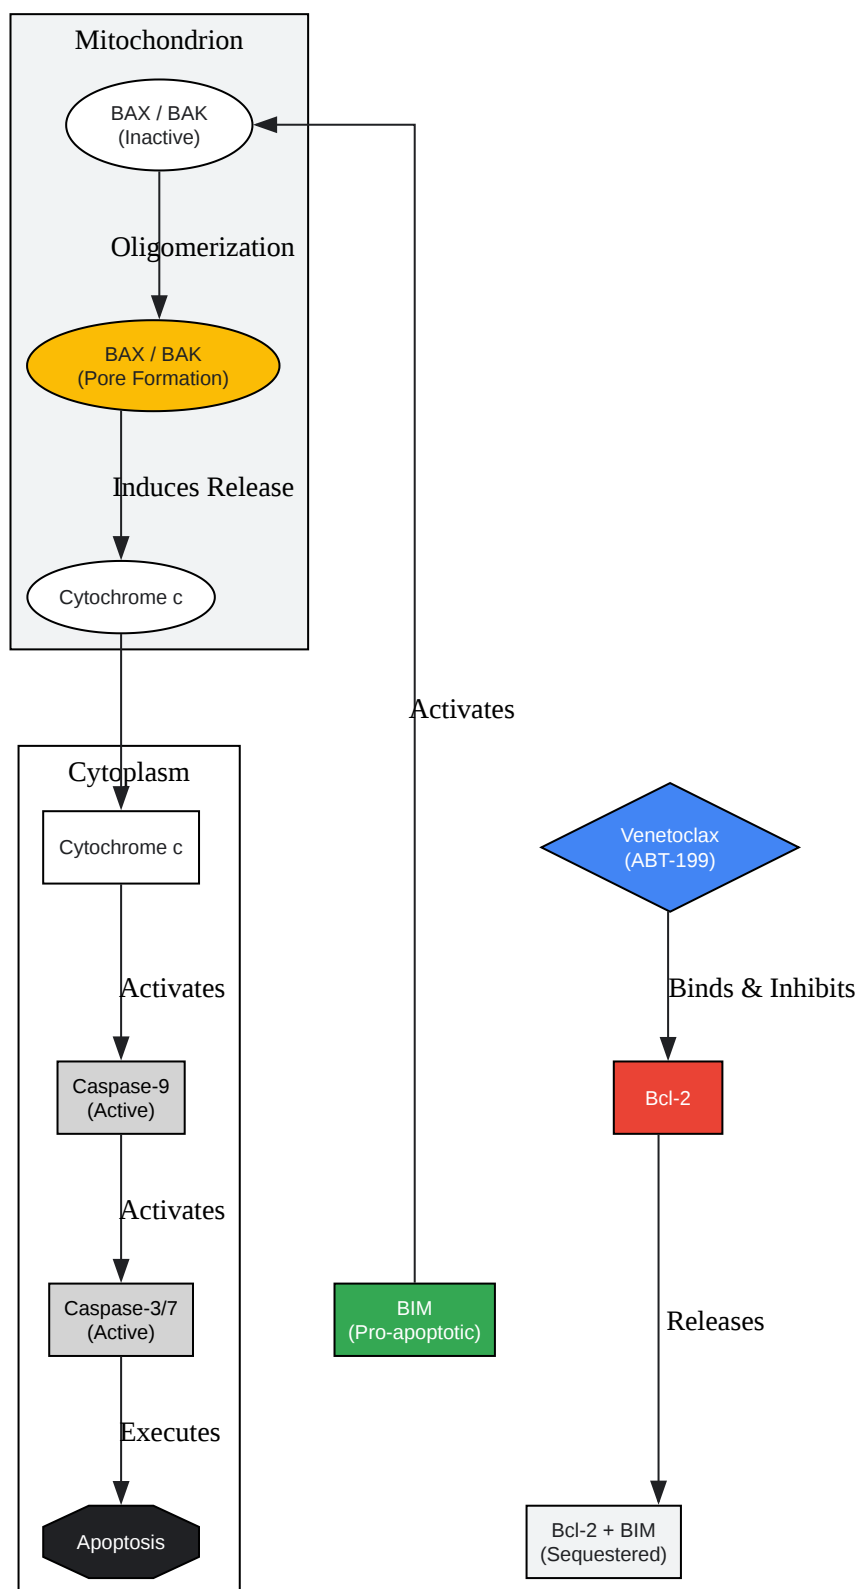 Mitochondrion
BAX / BAK
(Inactive)
Oligomerization
BAX / BAK
(Pore Formation)
Induces Release
Cytochrome c
Activates
Cytoplasm
Cytochrome c
Venetoclax
(ABT-199)
Activates
Binds & Inhibits
Caspase-9
(Active)
Bcl-2
Activates
Caspase-3/7
(Active)
BIM
(Pro-apoptotic)
Releases
Executes
Apoptosis
Bcl-2 + BIM
(Sequestered)